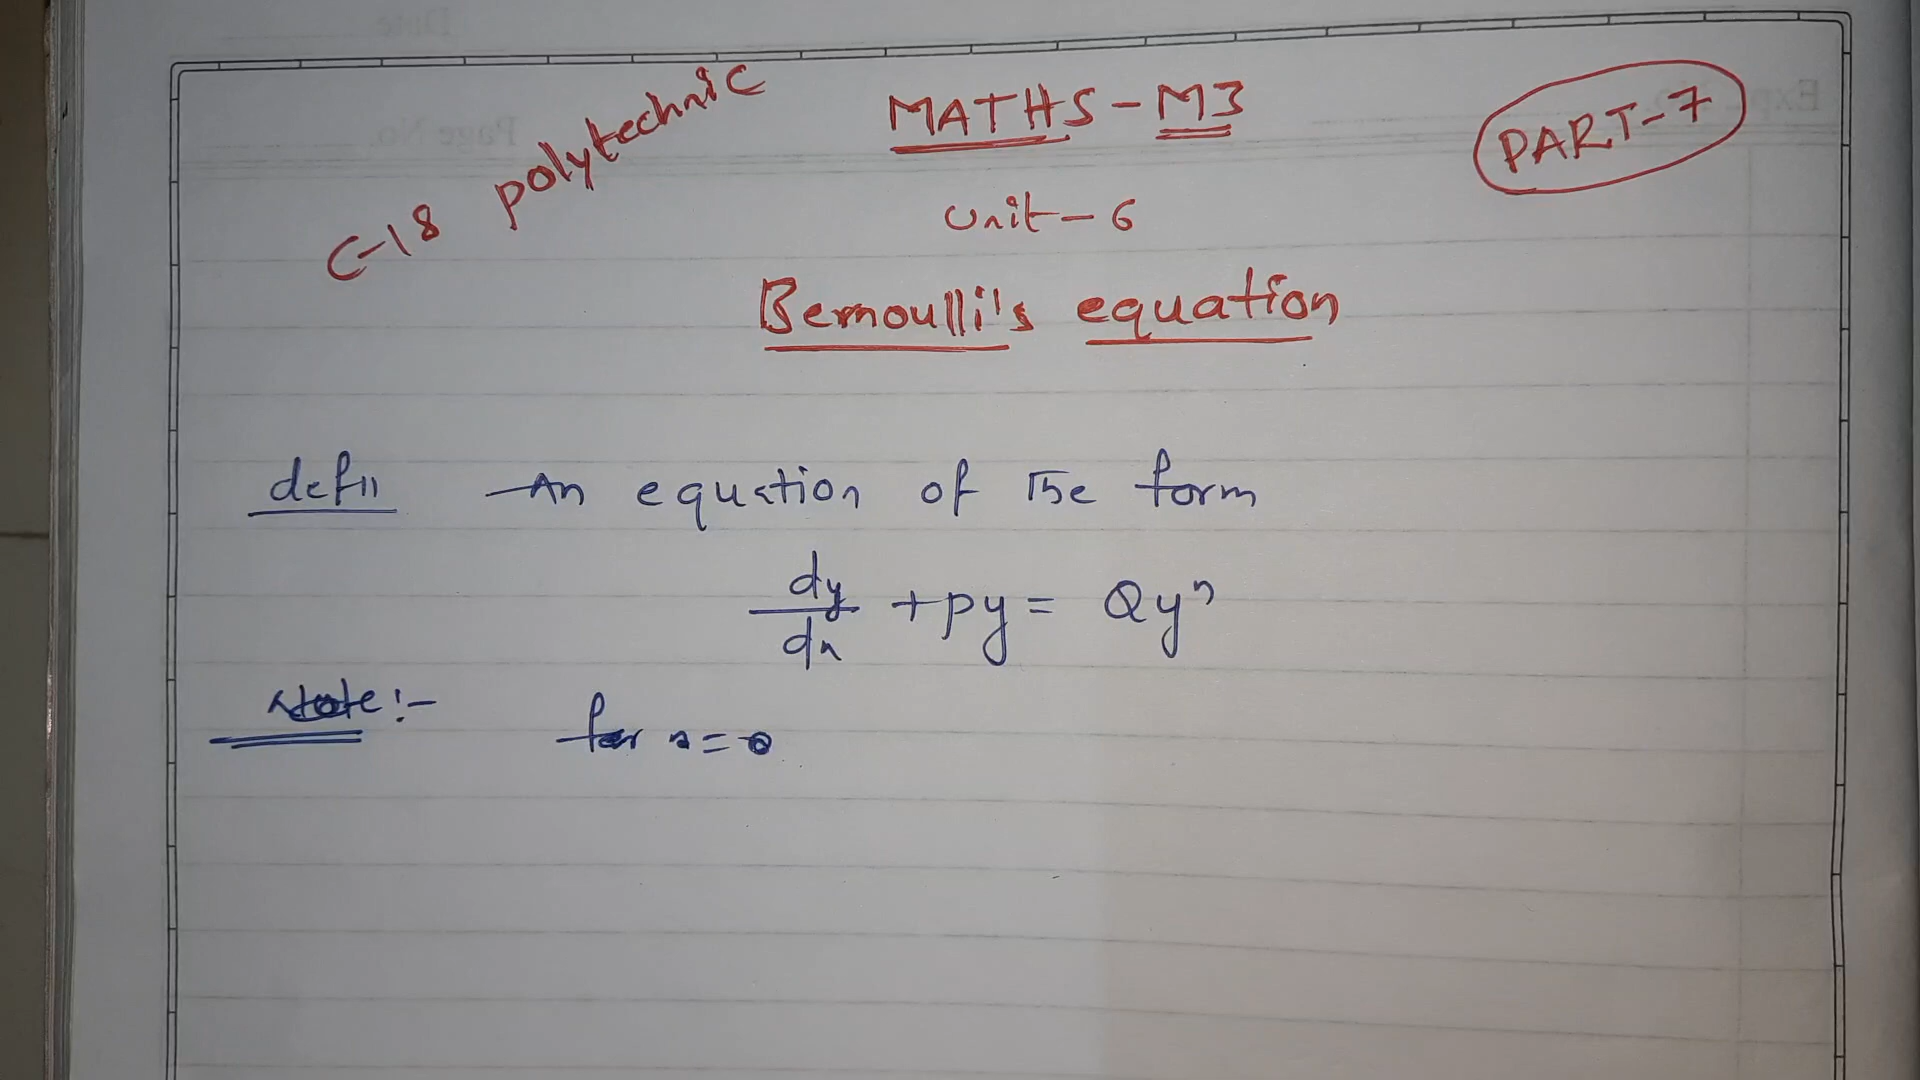 C-18 polytechnic
MATHS - M3
PART-7
Unit - 6
Bernoulli's equation
defn An equation of the form
dy/dx + py = Qyⁿ
Note:- for n=0